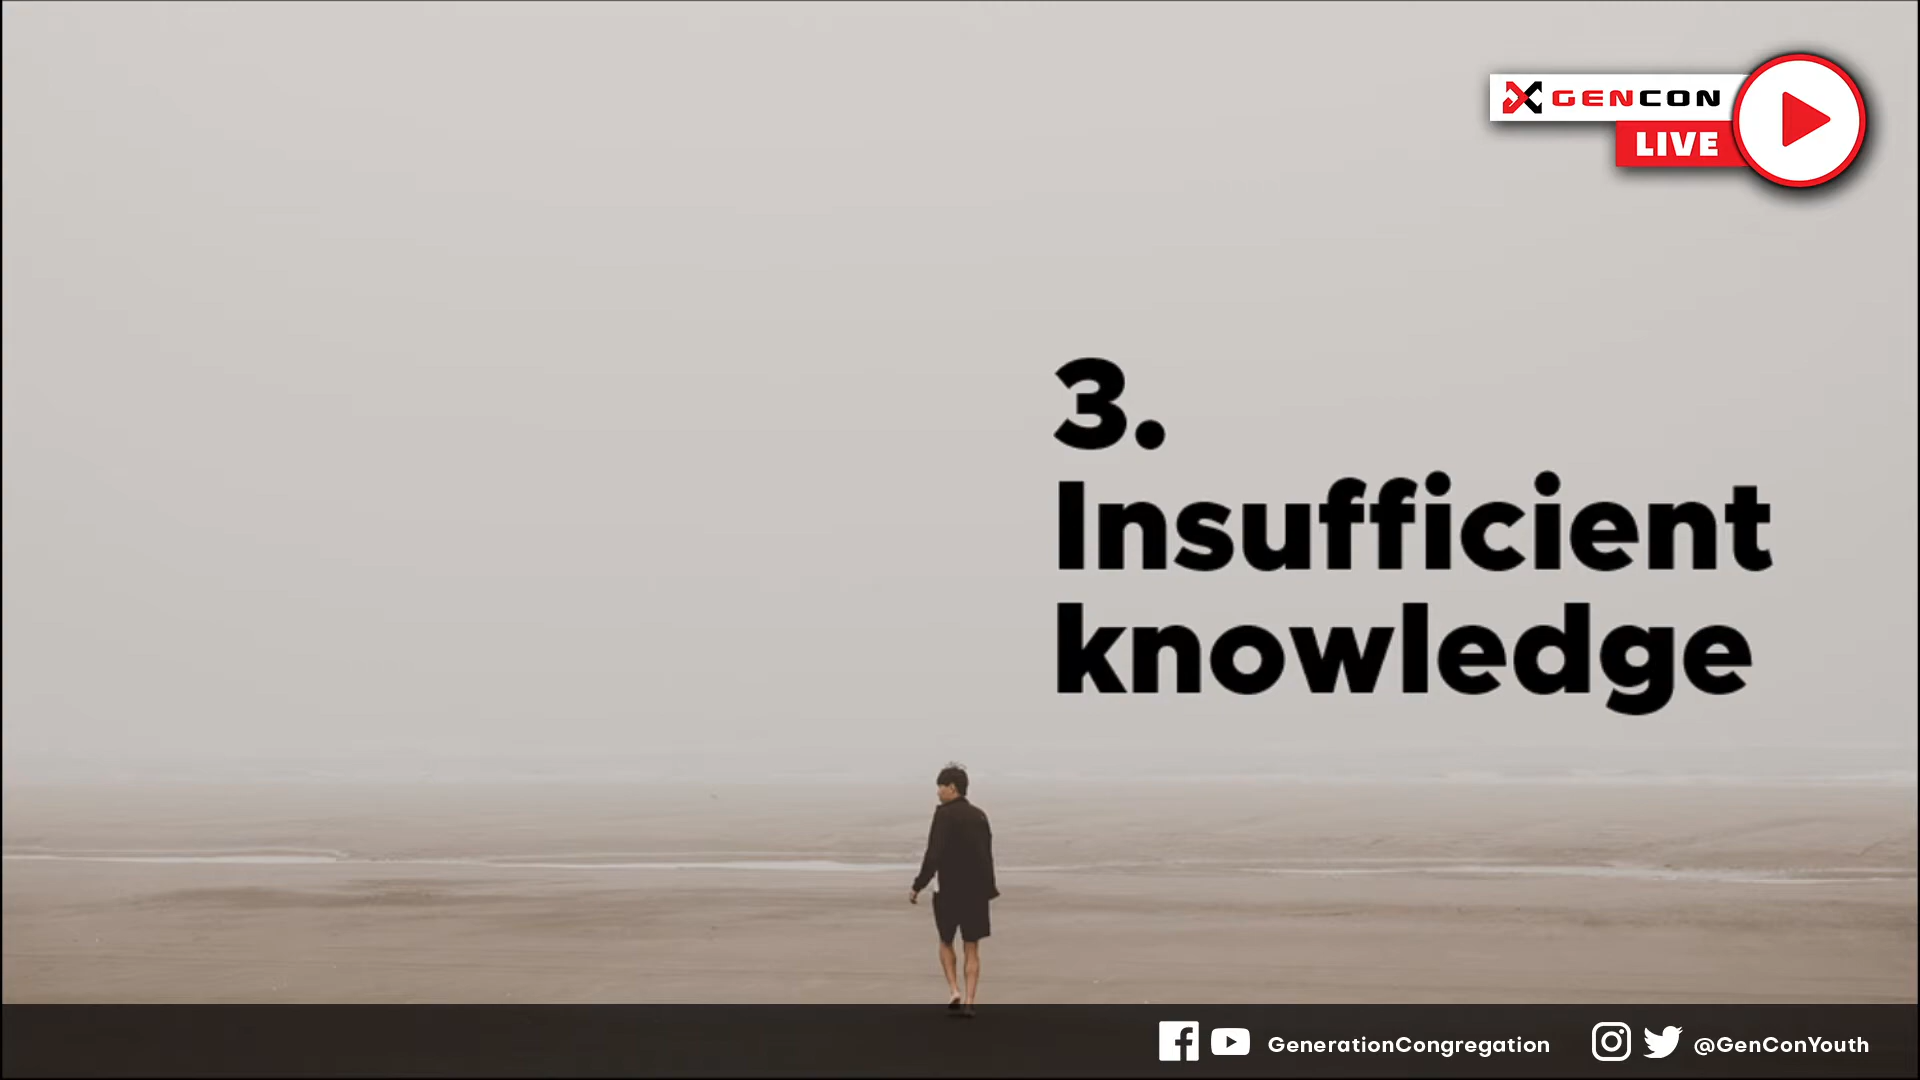 GENCON
LIVE
3.
Insufficient
knowledge
GenerationCongregation @GenConYouth